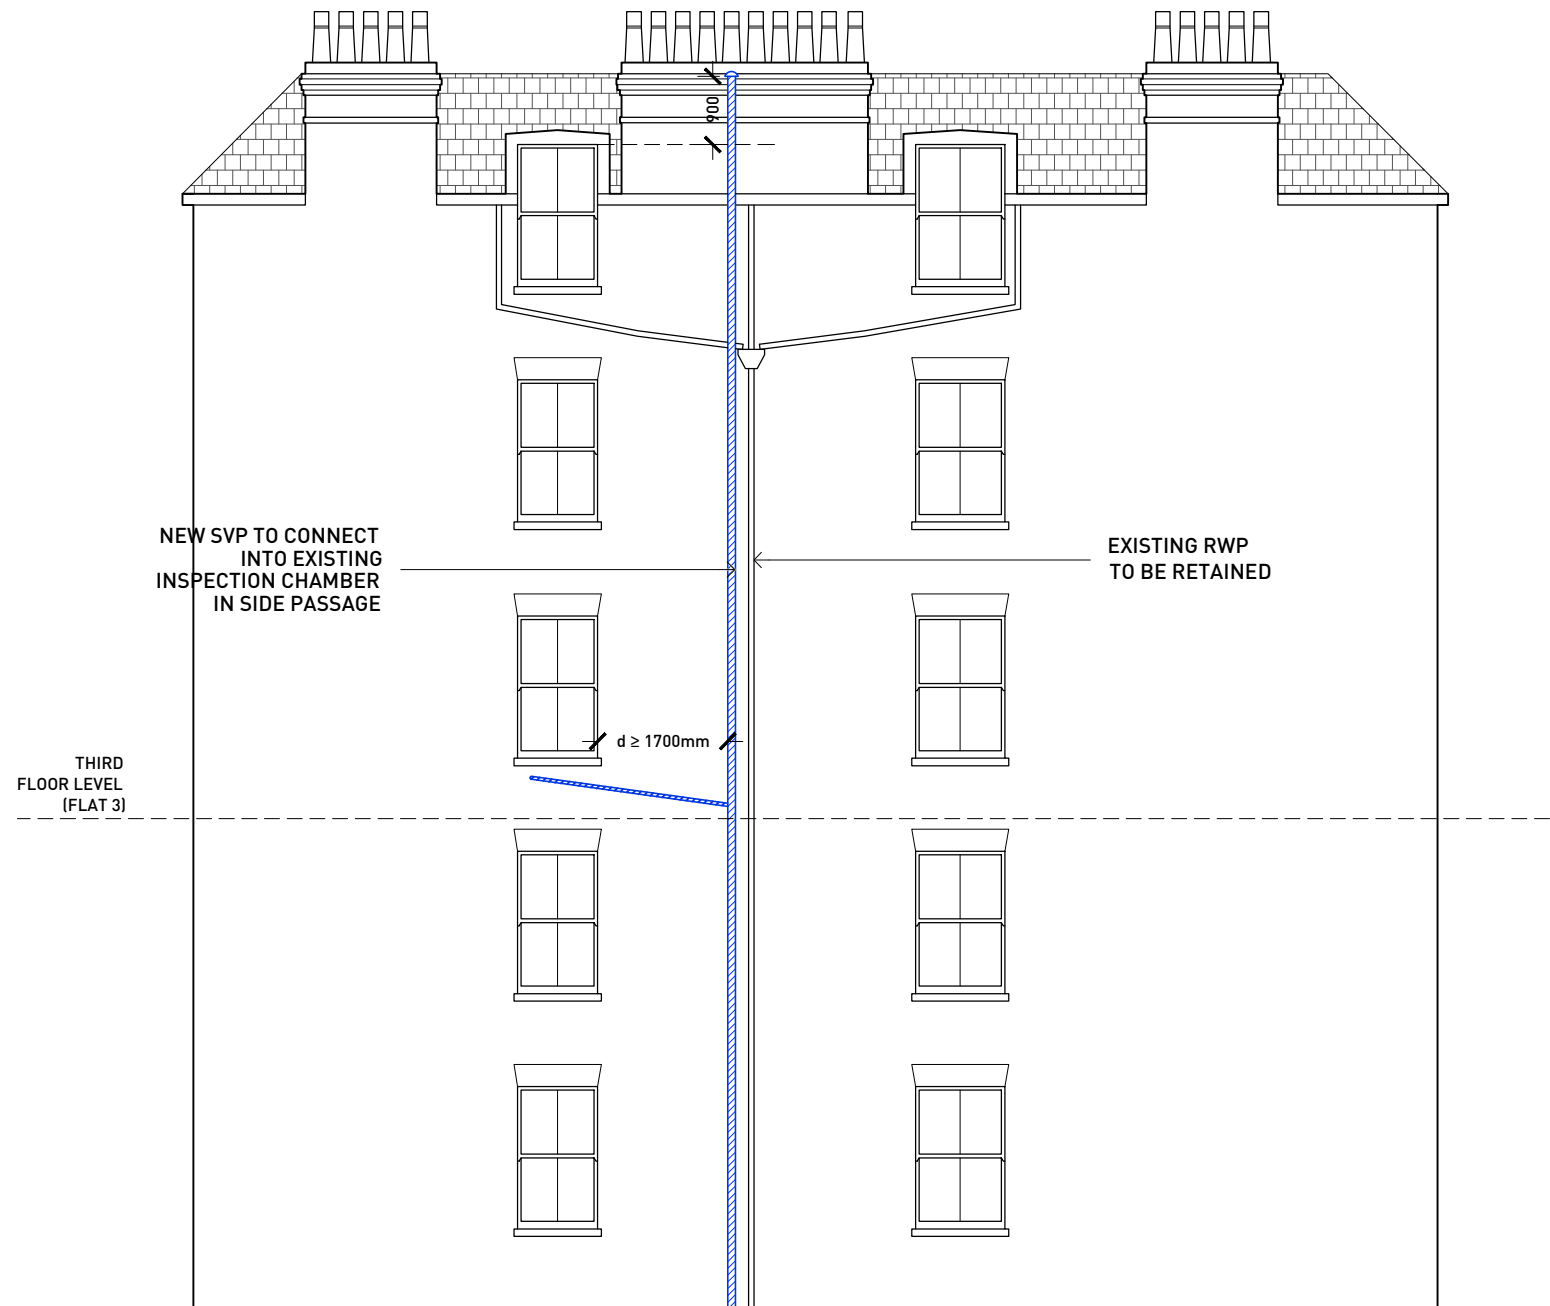 900
NEW SVP TO CONNECT
INTO EXISTING
INSPECTION CHAMBER
IN SIDE PASSAGE
EXISTING RWP
TO BE RETAINED
d ≥ 1700mm
THIRD
FLOOR LEVEL
(FLAT 3)